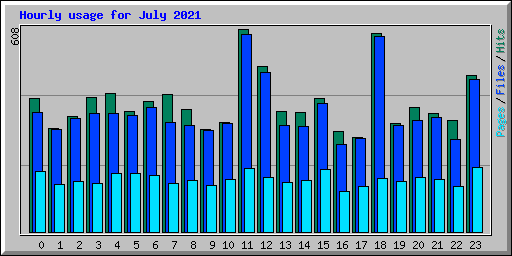 Hourly usage for July 2021
608
Pages / Files / Hits
0 1 2 3 4 5 6 7 8 9 10 11 12 13 14 15 16 17 18 19 20 21 22 23